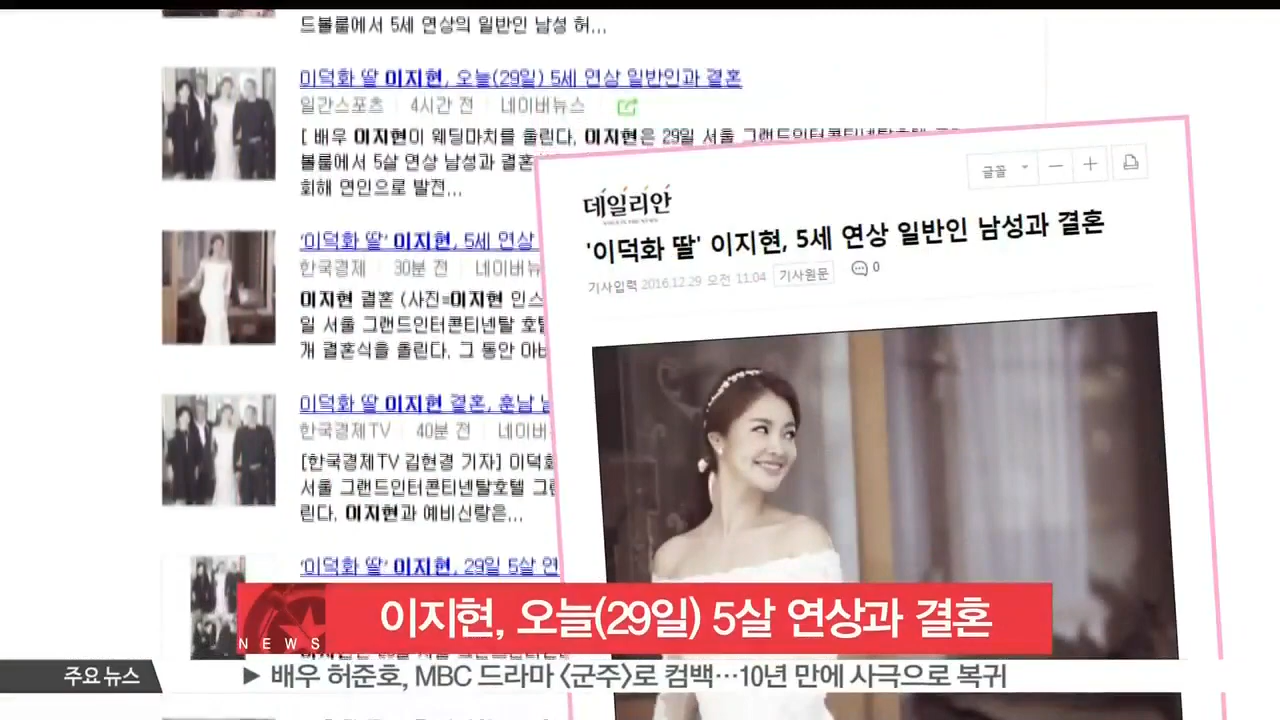 드볼룸에서 5세 연상의 일반인 남성 허...
이덕화 딸 이지현, 오늘(29일) 5세 연상 일반인과 결혼
일간스포츠 4시간 전 네이버뉴스
[ 배우 이지현이 웨딩마치를 울린다. 이지현은 29일 서울 그랜드인터콘티넨탈호텔
볼룸에서 5살 연상 남성과 결혼
회해 연인으로 발전...
'이덕화 딸' 이지현, 5세 연상
한국경제 30분 전 네이버뉴
이지현 결혼 (사진=이지현 인스
일 서울 그랜드인터콘티넨탈 호텔
개 결혼식을 올린다. 그 동안 아버
이덕화 딸 이지현 결혼, 훈남
한국경제TV 40분 전 네이버
[한국경제TV 김현경 기자] 이덕화
서울 그랜드인터콘티넨탈호텔 그랜
린다. 이지현과 예비신랑은...
'이덕화 딸' 이지현, 29일 5살 연
글꼴
데일리안
'이덕화 딸' 이지현, 5세 연상 일반인 남성과 결혼
기사입력 2016.12.29 오전 11:04 기사원문 0
NEWS
이지현, 오늘(29일) 5살 연상과 결혼
주요뉴스
▶ 배우 허준호, MBC 드라마 〈군주〉로 컴백…10년 만에 사극으로 복귀